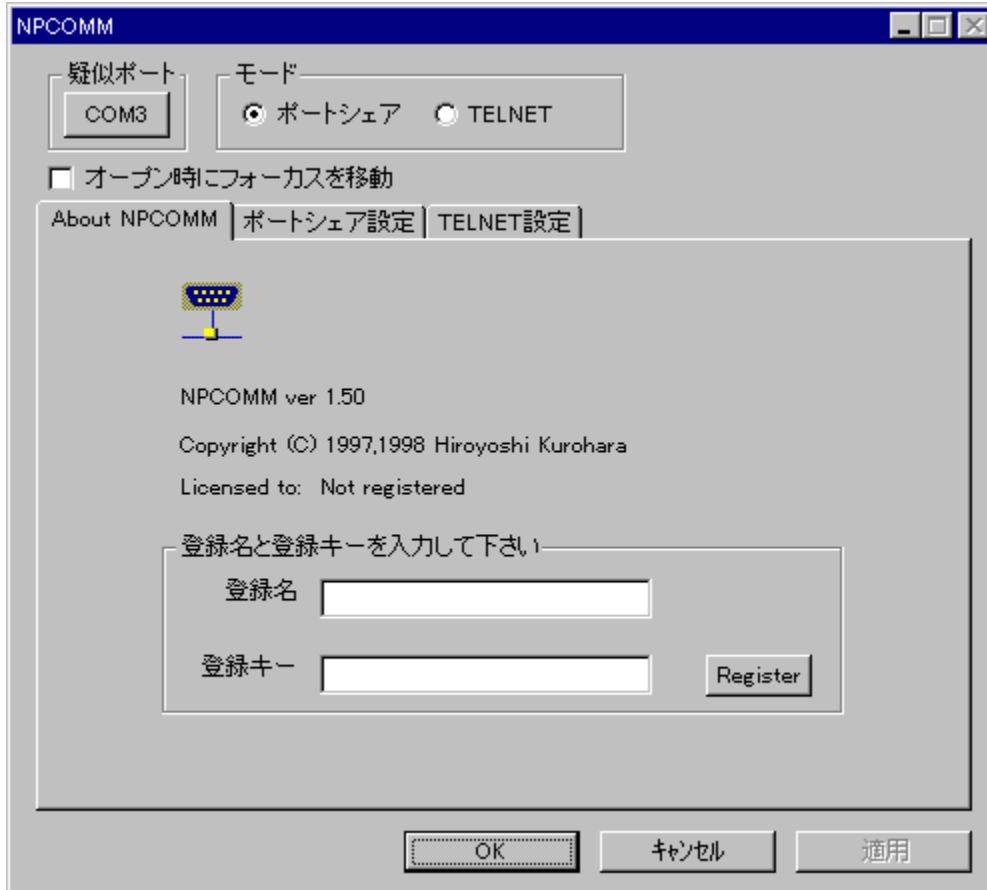 NPCOMM
疑似ポート
モード
COM3
ポートシェア
TELNET
オープン時にフォーカスを移動
About NPCOMM
ポートシェア設定
TELNET設定
NPCOMM ver 1.50
Copyright (C) 1997,1998 Hiroyoshi Kurohara
Licensed to: Not registered
登録名と登録キーを入力して下さい
登録名
登録キー
Register
OK
キャンセル
適用